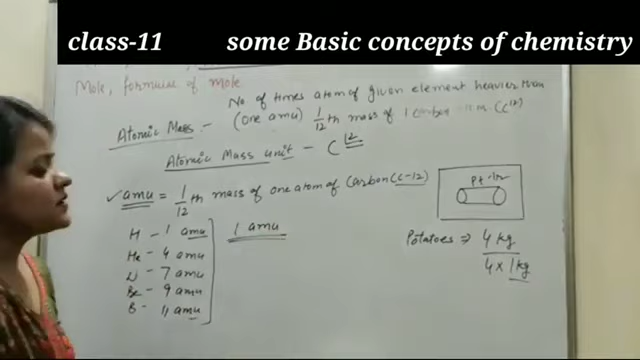 class-11 some Basic concepts of chemistry
Mole, formulas of mole
No. of times atom of given element heavier than
Atomic Mass :- (One amu) 1/12 th mass of 1 Carbon (C¹²)
Atomic Mass unit - C¹²
✓amu = 1/12 th mass of one atom of Carbon (C-12)
Pt-Ir
H - 1 amu 1 amu
Potatoes ⇒ 4 kg
He - 4 amu
4 x 1 kg
Li - 7 amu
Be - 9 amu
B - 11 amu